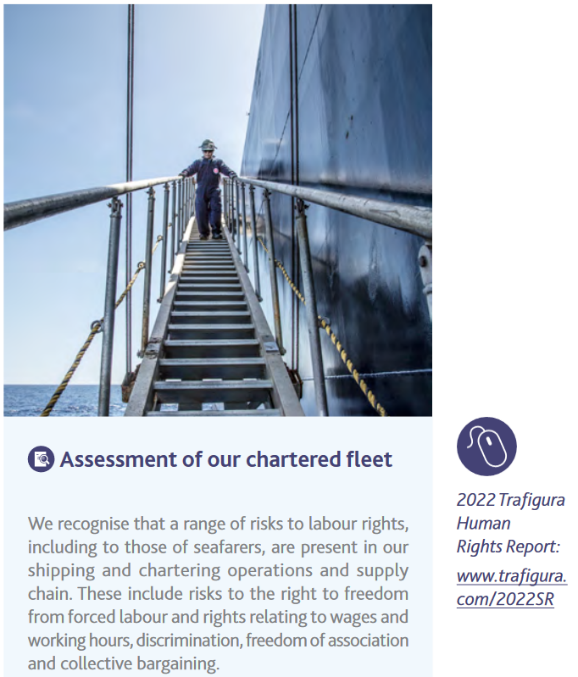 Assessment of our chartered fleet
We recognise that a range of risks to labour rights,
including to those of seafarers, are present in our
shipping and chartering operations and supply
chain. These include risks to the right to freedom
from forced labour and rights relating to wages and
working hours, discrimination, freedom of association
and collective bargaining.
2022 Trafigura
Human
Rights Report:
www.trafigura.
com/2022SR